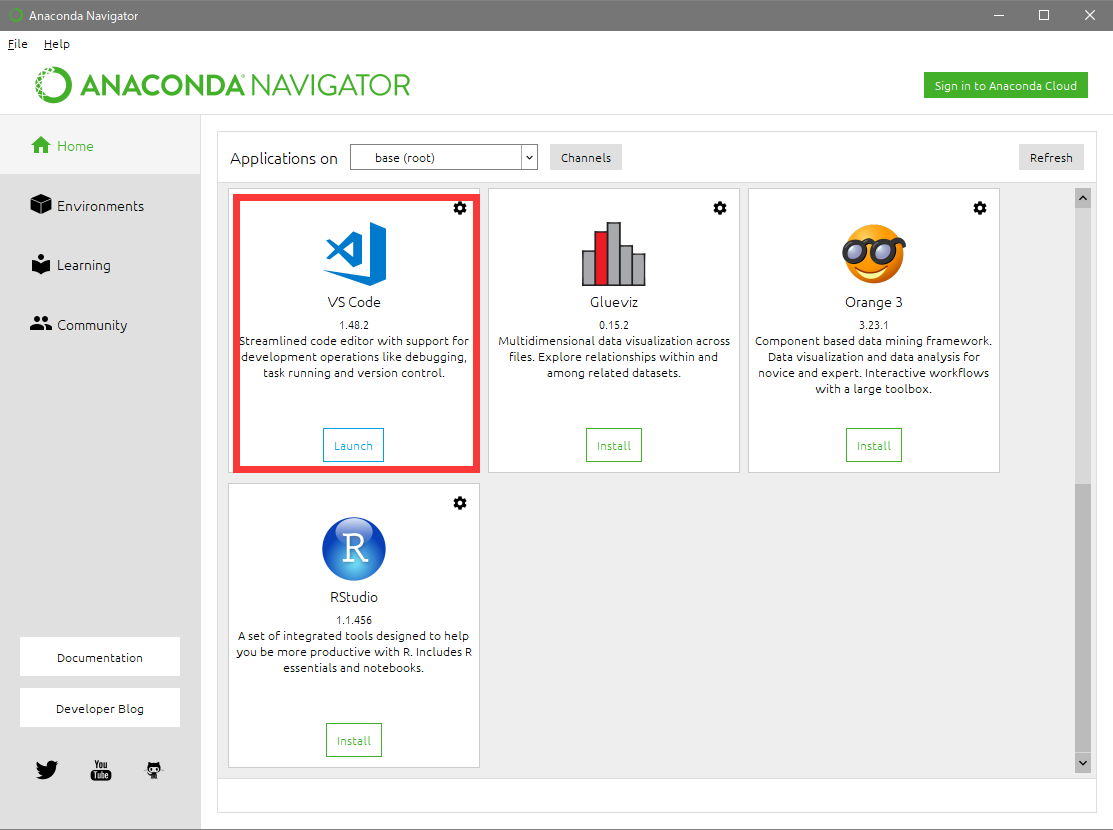 Anaconda Navigator
File Help
ANACONDA NAVIGATOR
Sign in to Anaconda Cloud
Home
Environments
Learning
Community
Documentation
Developer Blog
You
Tube
Applications on base (root) Channels Refresh
VS Code
1.48.2
Streamlined code editor with support for
development operations like debugging,
task running and version control.
Launch
Glueviz
0.15.2
Multidimensional data visualization across
files. Explore relationships within and
among related datasets.
Install
Orange 3
3.23.1
Component based data mining framework.
Data visualization and data analysis for
novice and expert. Interactive workflows
with a large toolbox.
Install
R
RStudio
1.1.456
A set of integrated tools designed to help
you be more productive with R. Includes R
essentials and notebooks.
Install